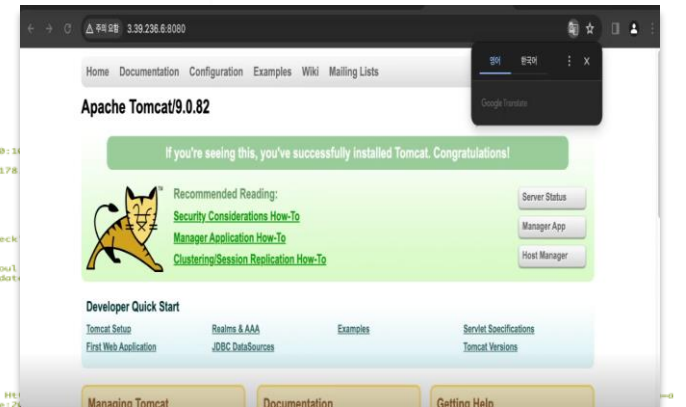 주의 요함 3.39.236.6:8080
영어 한국어
Google Translate
Home Documentation Configuration Examples Wiki Mailing Lists
Apache Tomcat/9.0.82
If you're seeing this, you've successfully installed Tomcat. Congratulations!
TM
Recommended Reading:
Security Considerations How-To
Manager Application How-To
Clustering/Session Replication How-To
Server Status
Manager App
Host Manager
Developer Quick Start
Tomcat Setup Realms & AAA Examples Servlet Specifications
First Web Application JDBC DataSources Tomcat Versions
Managing Tomcat Documentation Getting Help